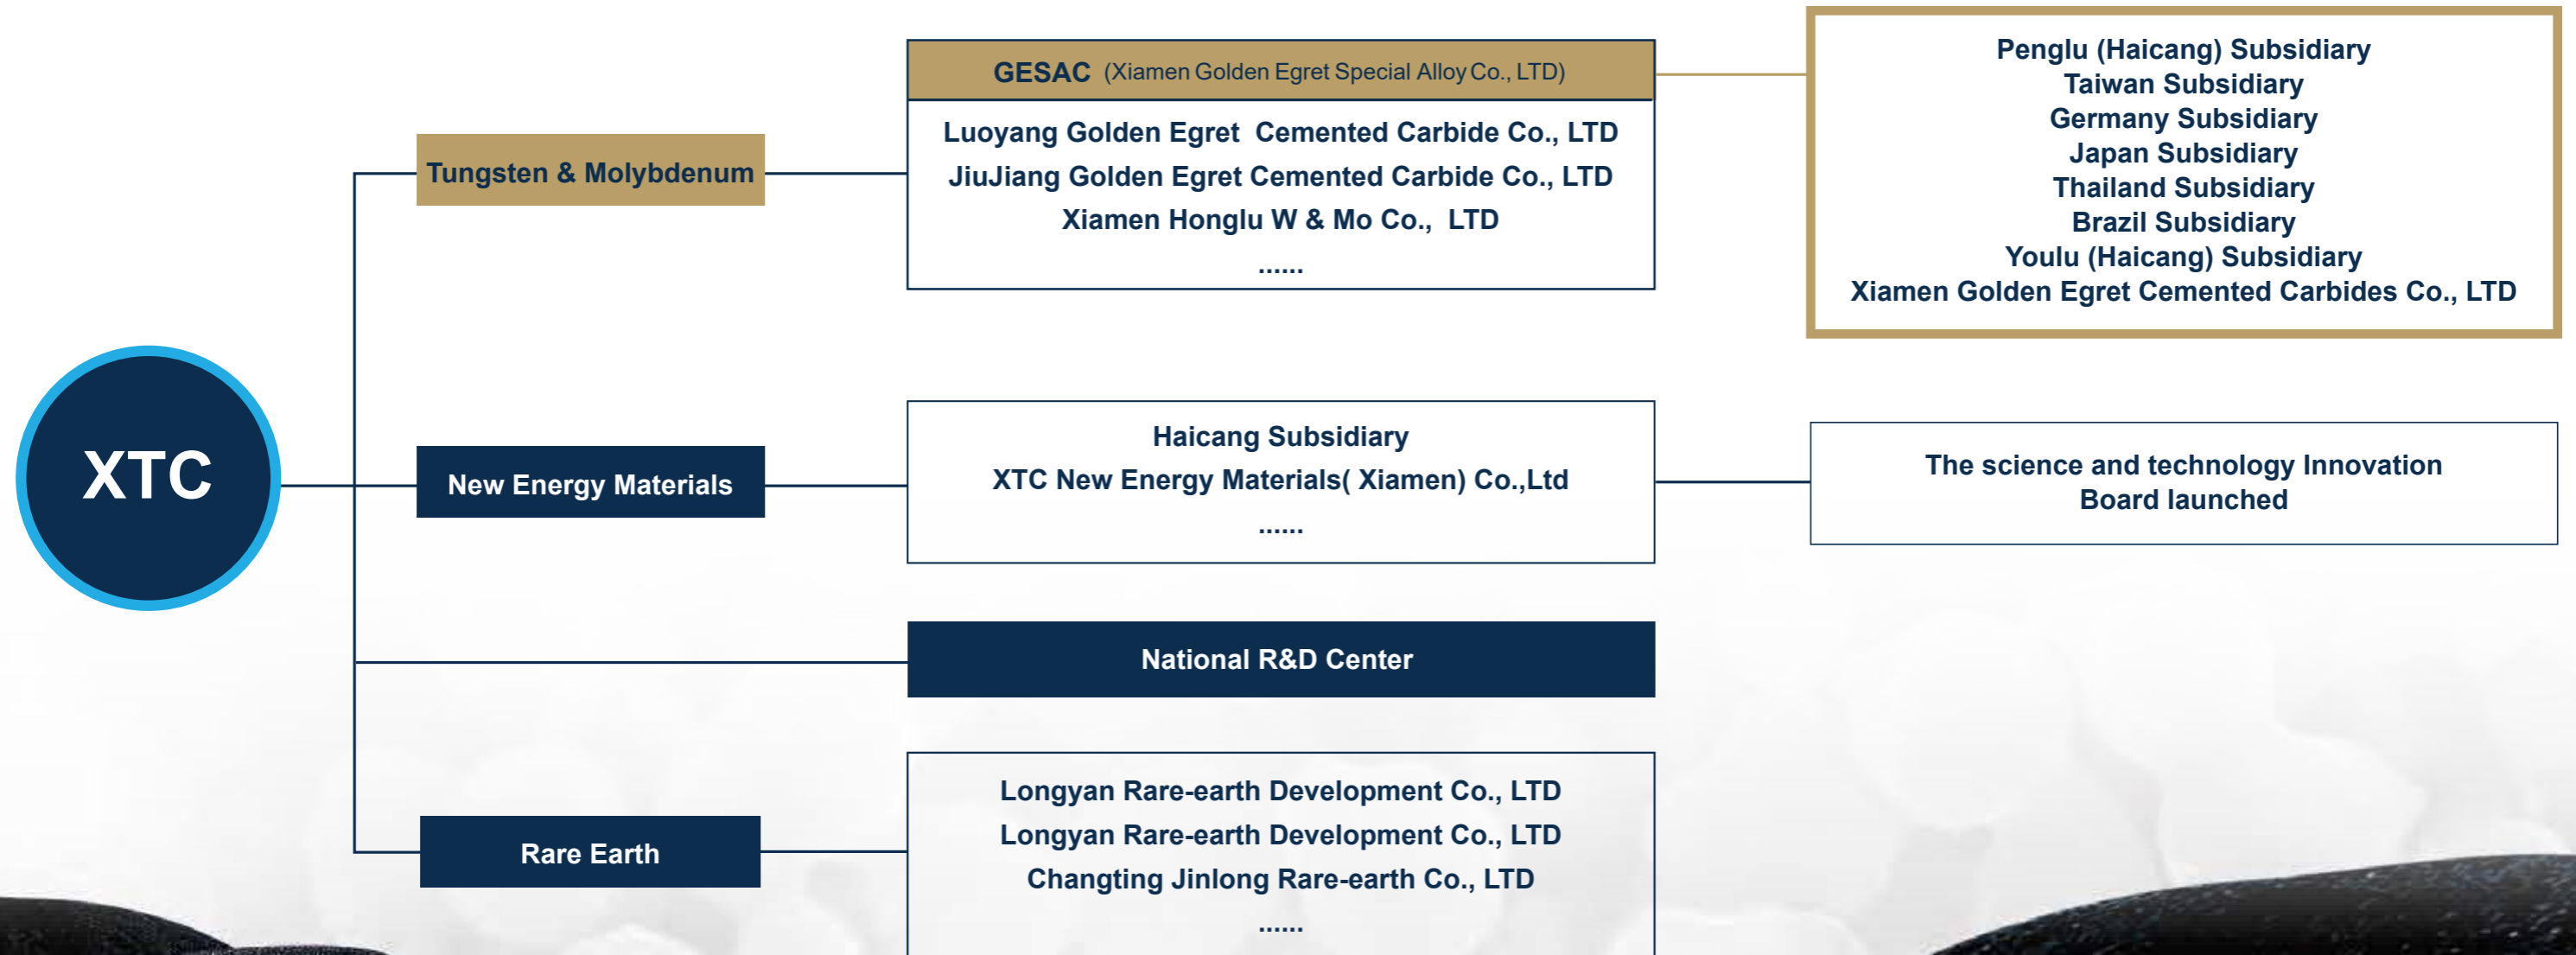 XTC
Tungsten & Molybdenum
GESAC (Xiamen Golden Egret Special Alloy Co., LTD)
Luoyang Golden Egret Cemented Carbide Co., LTD
JiuJiang Golden Egret Cemented Carbide Co., LTD
Xiamen Honglu W & Mo Co., LTD
......
Penglu (Haicang) Subsidiary
Taiwan Subsidiary
Germany Subsidiary
Japan Subsidiary
Thailand Subsidiary
Brazil Subsidiary
Youlu (Haicang) Subsidiary
Xiamen Golden Egret Cemented Carbides Co., LTD
New Energy Materials
Haicang Subsidiary
XTC New Energy Materials( Xiamen) Co.,Ltd
......
The science and technology Innovation
Board launched
National R&D Center
Rare Earth
Longyan Rare-earth Development Co., LTD
Longyan Rare-earth Development Co., LTD
Changting Jinlong Rare-earth Co., LTD
......